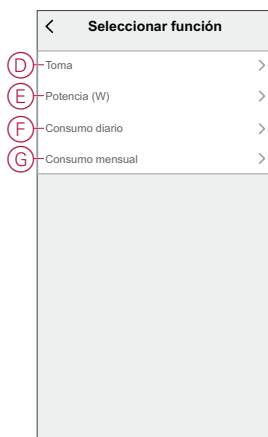 Seleccionar función
D Toma
E Potencia (W)
F Consumo diario
G Consumo mensual